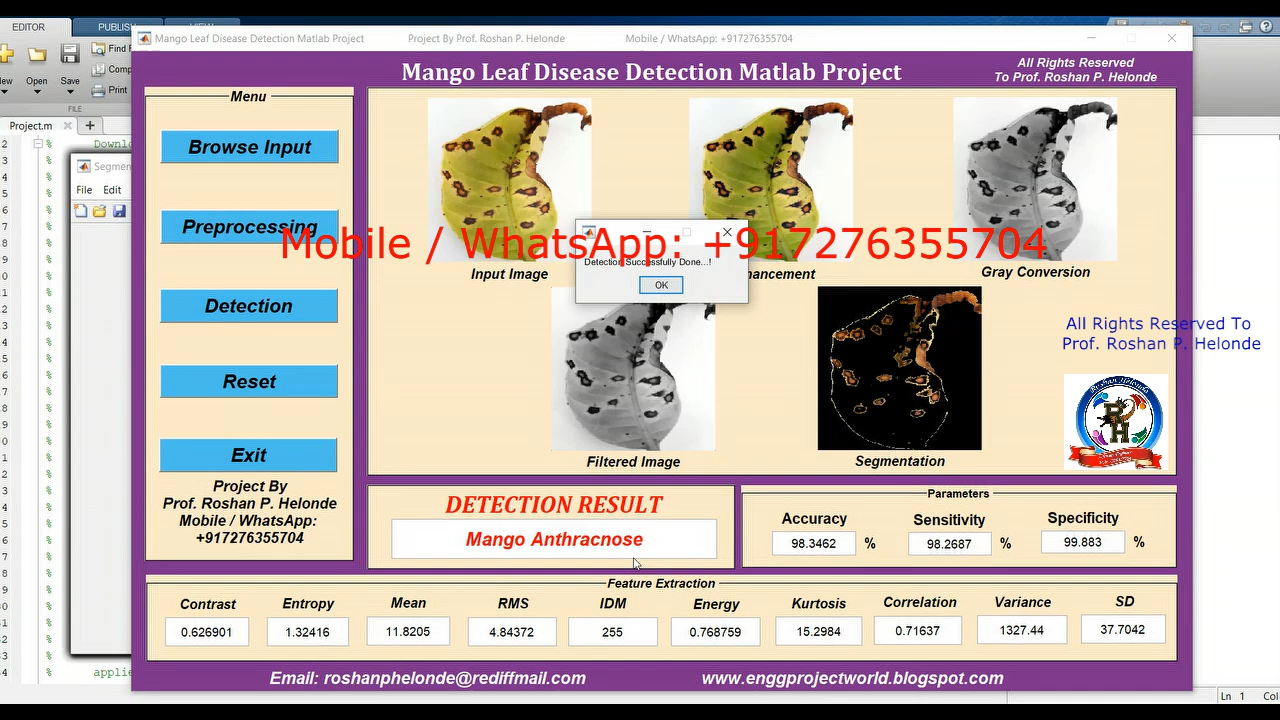 EDITOR
PUBLISH
VIEW
Mango Leaf Disease Detection Matlab Project
Project By Prof. Roshan P. Helonde
Mobile / WhatsApp: +917276355704
Open
Save
Find
Print
FILE
Project.m
Mango Leaf Disease Detection Matlab Project
All Rights Reserved
To Prof. Roshan P. Helonde
Menu
Browse Input
Preprocessing
Detection
Reset
Exit
Project By
Prof. Roshan P. Helonde
Mobile / WhatsApp:
+917276355704
File Edit
Mobile / WhatsApp: +917276355704
Detection Successfully Done...!
OK
Input Image
Gray Conversion
Filtered Image
Segmentation
All Rights Reserved To
Prof. Roshan P. Helonde
Roshan Helonde
RH
DETECTION RESULT
Mango Anthracnose
Parameters
Accuracy
Sensitivity
Specificity
98.3462 %
98.2687 %
99.883 %
Feature Extraction
Contrast
Entropy
Mean
RMS
IDM
Energy
Kurtosis
Correlation
Variance
SD
0.626901
1.32416
11.8205
4.84372
255
0.768759
15.2984
0.71637
1327.44
37.7042
Email: roshanphelonde@rediffmail.com
www.enggprojectworld.blogspot.com
Ln 1 Col